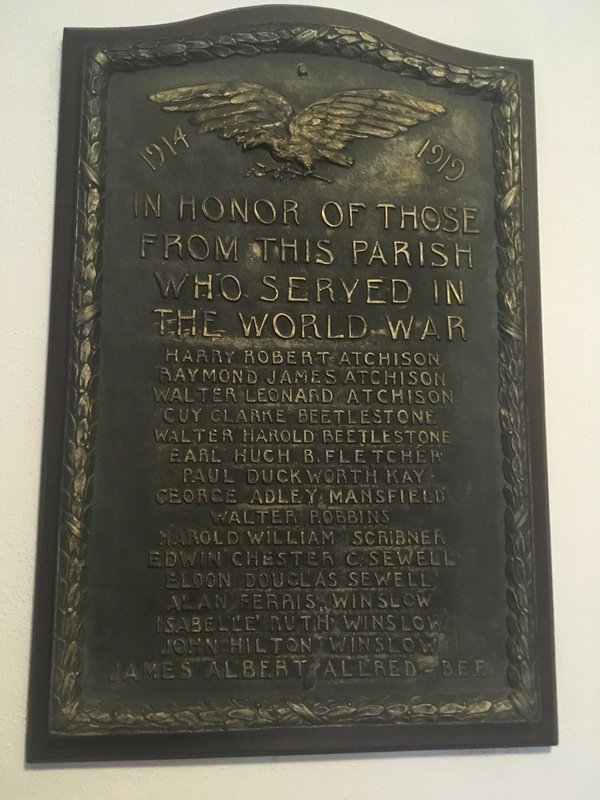 1914 1919
IN HONOR OF THOSE
FROM THIS PARISH
WHO SERVED IN
THE WORLD WAR
HARRY ROBERT ATCHISON
RAYMOND JAMES ATCHISON
WALTER LEONARD ATCHISON
GUY CLARKE BEETLESTONE
WALTER HAROLD BEETLESTONE
EARL HUGH B. FLETCHER
PAUL DUCKWORTH KAY
GEORGE ADLEY MANSFIELD
WALTER ROBBINS
HAROLD WILLIAM SCRIBNER
EDWIN CHESTER C. SEWELL
ELDON DOUGLAS SEWELL
ALAN FERRIS WINSLOW
ISABELLE RUTH WINSLOW
JOHN HILTON WINSLOW
JAMES ALBERT ALLRED - B.E.F.